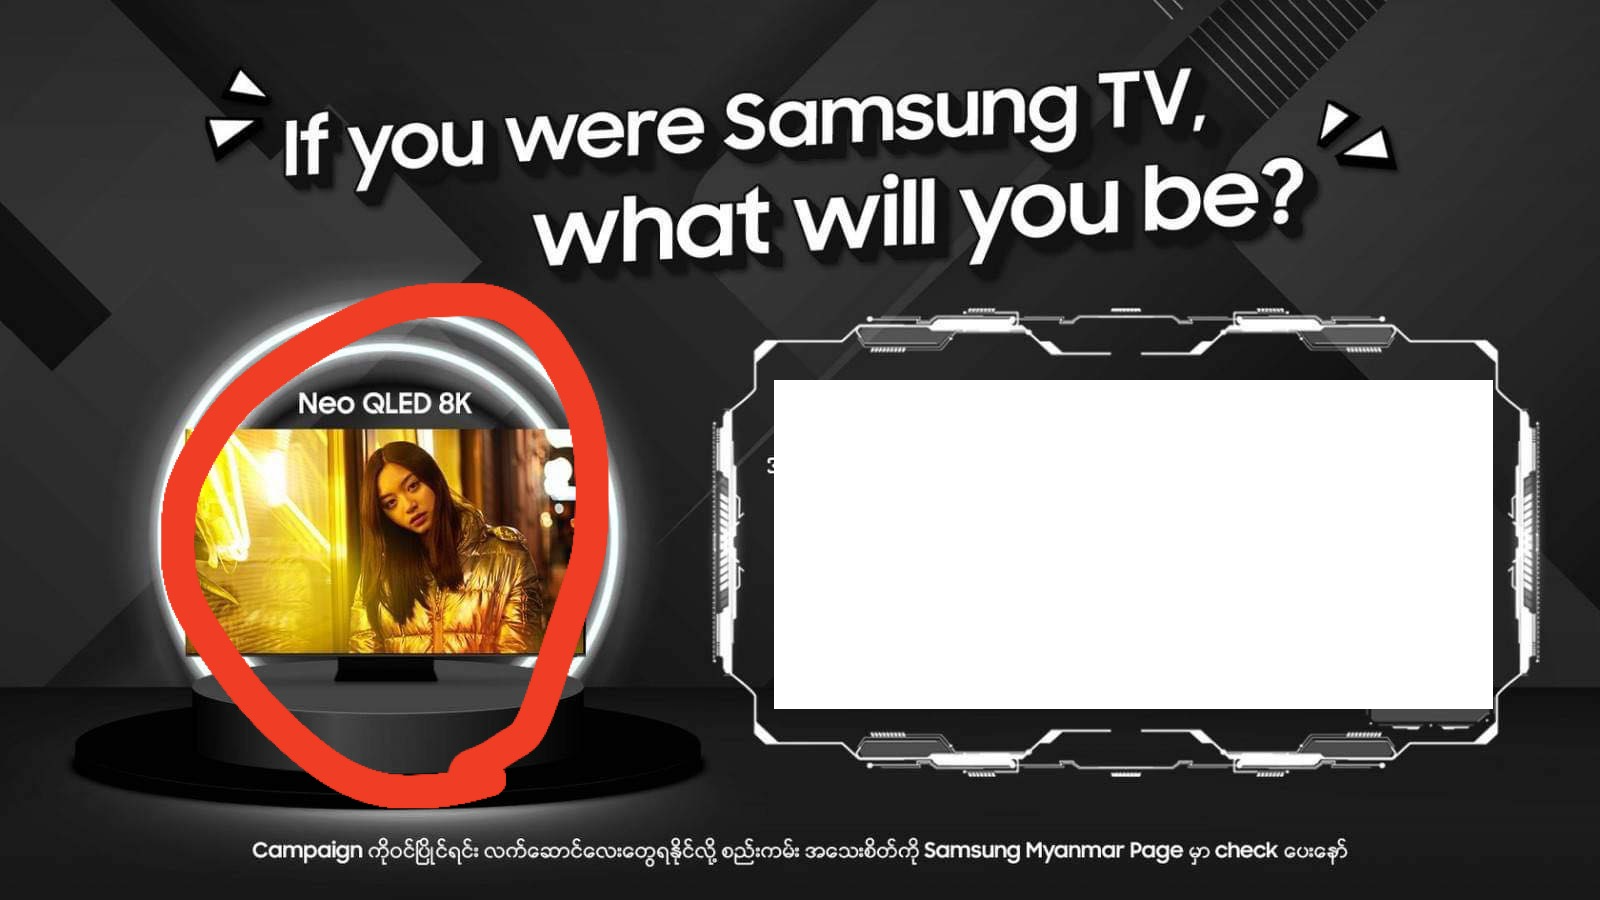 If you were Samsung TV,
what will you be?
Neo QLED 8K
Campaign ကိုဝင်ပြိုင်ရင်း လက်ဆောင်လေးတွေရနိုင်လို့ စည်းကမ်း အသေးစိတ်ကို Samsung Myanmar Page မှာ check ပေးနော်